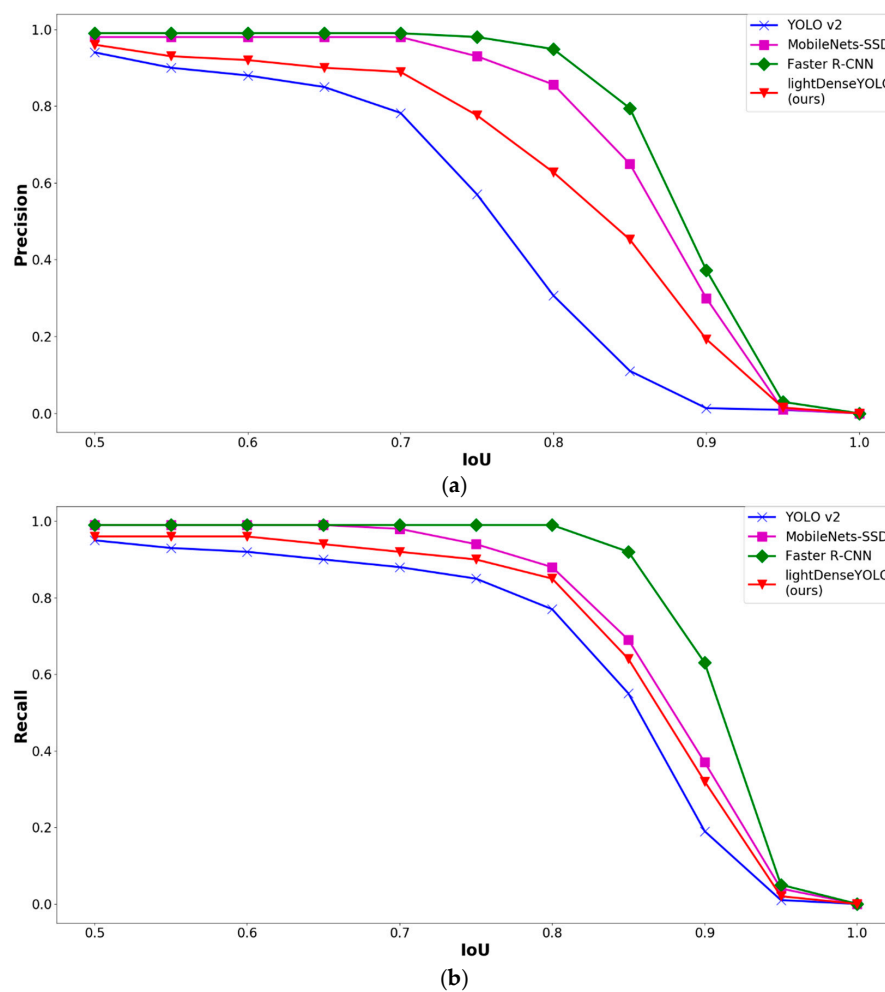 YOLO v2
MobileNets-SSD
Faster R-CNN
lightDenseYOLO
(ours)
1.0
0.8
0.6
0.4
0.2
0.0
Precision
0.5 0.6 0.7 0.8 0.9 1.0
IoU
(a)
YOLO v2
MobileNets-SSD
Faster R-CNN
lightDenseYOLO
(ours)
1.0
0.8
0.6
0.4
0.2
0.0
Recall
0.5 0.6 0.7 0.8 0.9 1.0
IoU
(b)